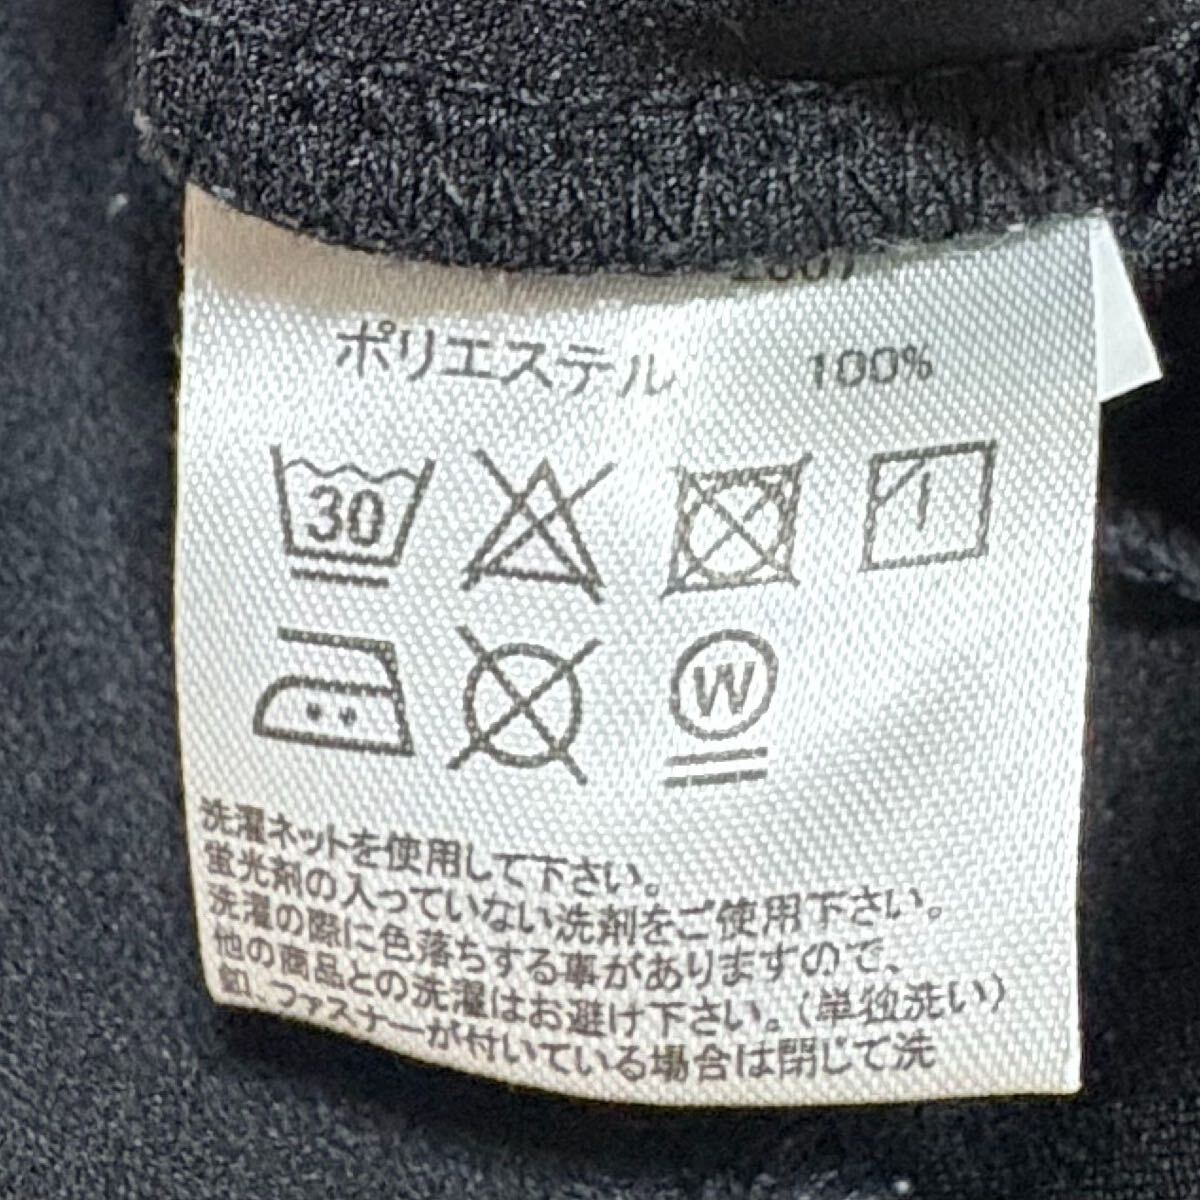 ポリエステル 100%
30
W
洗濯ネットを使用して下さい。
蛍光剤の入っていない洗剤をご使用下さい。
洗濯の際に色落ちする事がありますので、
他の商品との洗濯はお避け下さい。(単独洗い)
釦、ファスナーが付いている場合は閉じて洗